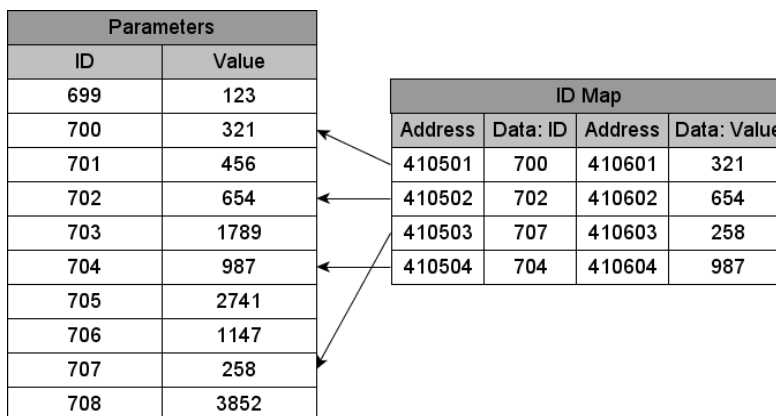 Parameters
ID Value
699 123
700 321
701 456
702 654
703 1789
704 987
705 2741
706 1147
707 258
708 3852
ID Map
Address Data: ID Address Data: Value
410501 700 410601 321
410502 702 410602 654
410503 707 410603 258
410504 704 410604 987